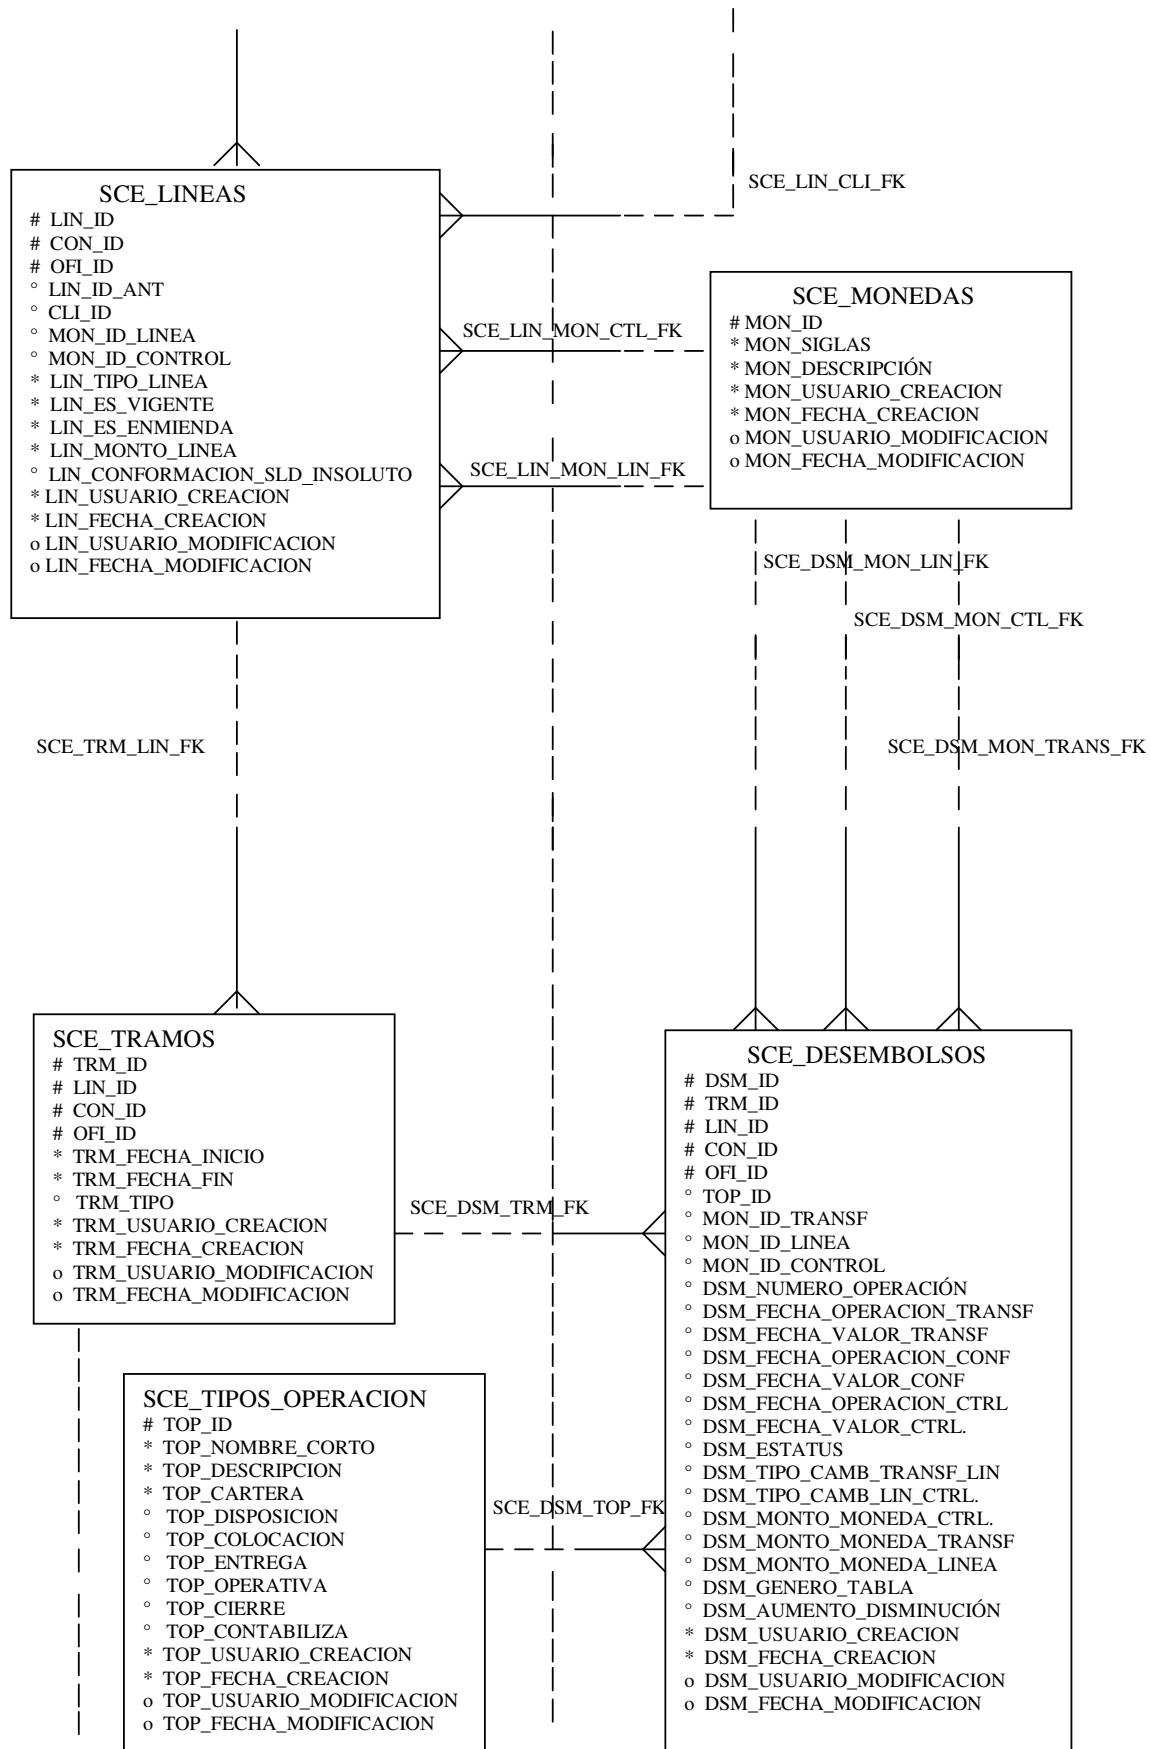 SCE_LIN_CLI_FK
SCE_LINEAS
# LIN_ID
# CON_ID
# OFI_ID
° LIN_ID_ANT
° CLI_ID
° MON_ID_LINEA
° MON_ID_CONTROL
* LIN_TIPO_LINEA
* LIN_ES_VIGENTE
* LIN_ES_ENMIENDA
* LIN_MONTO_LINEA
° LIN_CONFORMACION_SLD_INSOLUTO
* LIN_USUARIO_CREACION
* LIN_FECHA_CREACION
o LIN_USUARIO_MODIFICACION
o LIN_FECHA_MODIFICACION
SCE_LIN_MON_CTL_FK
SCE_LIN_MON_LIN_FK
SCE_MONEDAS
# MON_ID
* MON_SIGLAS
* MON_DESCRIPCIÓN
* MON_USUARIO_CREACION
* MON_FECHA_CREACION
o MON_USUARIO_MODIFICACION
o MON_FECHA_MODIFICACION
SCE_DSM_MON_LIN_FK
SCE_DSM_MON_CTL_FK
SCE_DSM_MON_TRANS_FK
SCE_TRM_LIN_FK
SCE_TRAMOS
# TRM_ID
# LIN_ID
# CON_ID
# OFI_ID
* TRM_FECHA_INICIO
* TRM_FECHA_FIN
° TRM_TIPO
* TRM_USUARIO_CREACION
* TRM_FECHA_CREACION
o TRM_USUARIO_MODIFICACION
o TRM_FECHA_MODIFICACION
SCE_DSM_TRM_FK
SCE_TIPOS_OPERACION
# TOP_ID
* TOP_NOMBRE_CORTO
* TOP_DESCRIPCION
* TOP_CARTERA
° TOP_DISPOSICION
° TOP_COLOCACION
° TOP_ENTREGA
° TOP_OPERATIVA
° TOP_CIERRE
° TOP_CONTABILIZA
* TOP_USUARIO_CREACION
* TOP_FECHA_CREACION
o TOP_USUARIO_MODIFICACION
o TOP_FECHA_MODIFICACION
SCE_DSM_TOP_FK
SCE_DESEMBOLSOS
# DSM_ID
# TRM_ID
# LIN_ID
# CON_ID
# OFI_ID
° TOP_ID
° MON_ID_TRANSF
° MON_ID_LINEA
° MON_ID_CONTROL
° DSM_NUMERO_OPERACIÓN
° DSM_FECHA_OPERACION_TRANSF
° DSM_FECHA_VALOR_TRANSF
° DSM_FECHA_OPERACION_CONF
° DSM_FECHA_VALOR_CONF
° DSM_FECHA_OPERACION_CTRL
° DSM_FECHA_VALOR_CTRL.
° DSM_ESTATUS
° DSM_TIPO_CAMB_TRANSF_LIN
° DSM_TIPO_CAMB_LIN_CTRL.
° DSM_MONTO_MONEDA_CTRL.
° DSM_MONTO_MONEDA_TRANSF
° DSM_MONTO_MONEDA_LINEA
° DSM_GENERO_TABLA
° DSM_AUMENTO_DISMINUCIÓN
* DSM_USUARIO_CREACION
* DSM_FECHA_CREACION
o DSM_USUARIO_MODIFICACION
o DSM_FECHA_MODIFICACION